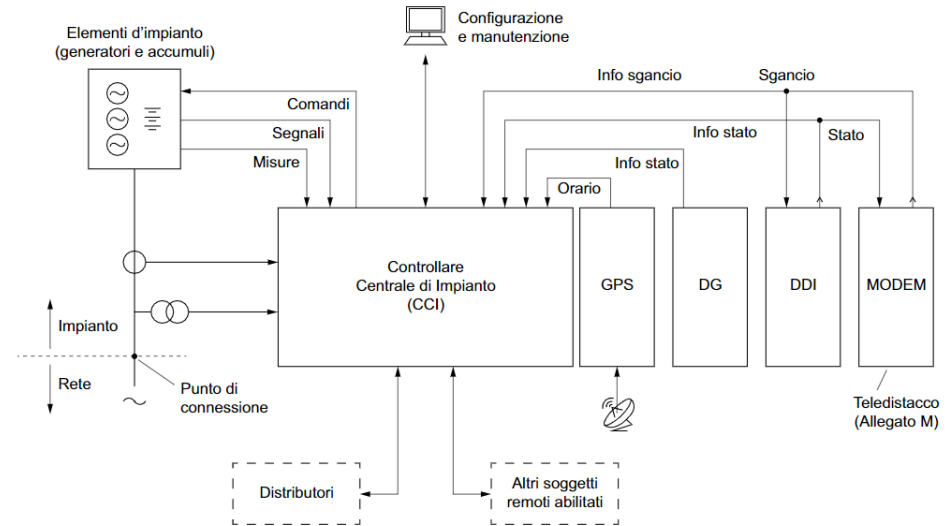 Elementi d'impianto
(generatori e accumuli)
Configurazione
e manutenzione
Info sgancio
Sgancio
Comandi
Segnali
Misure
Info stato
Stato
Info stato
Orario
Controllare
Centrale di Impianto
(CCI)
GPS
DG
DDI
MODEM
Impianto
Rete
Punto di
connessione
Teledistacco
(Allegato M)
Distributori
Altri soggetti
remoti abilitati